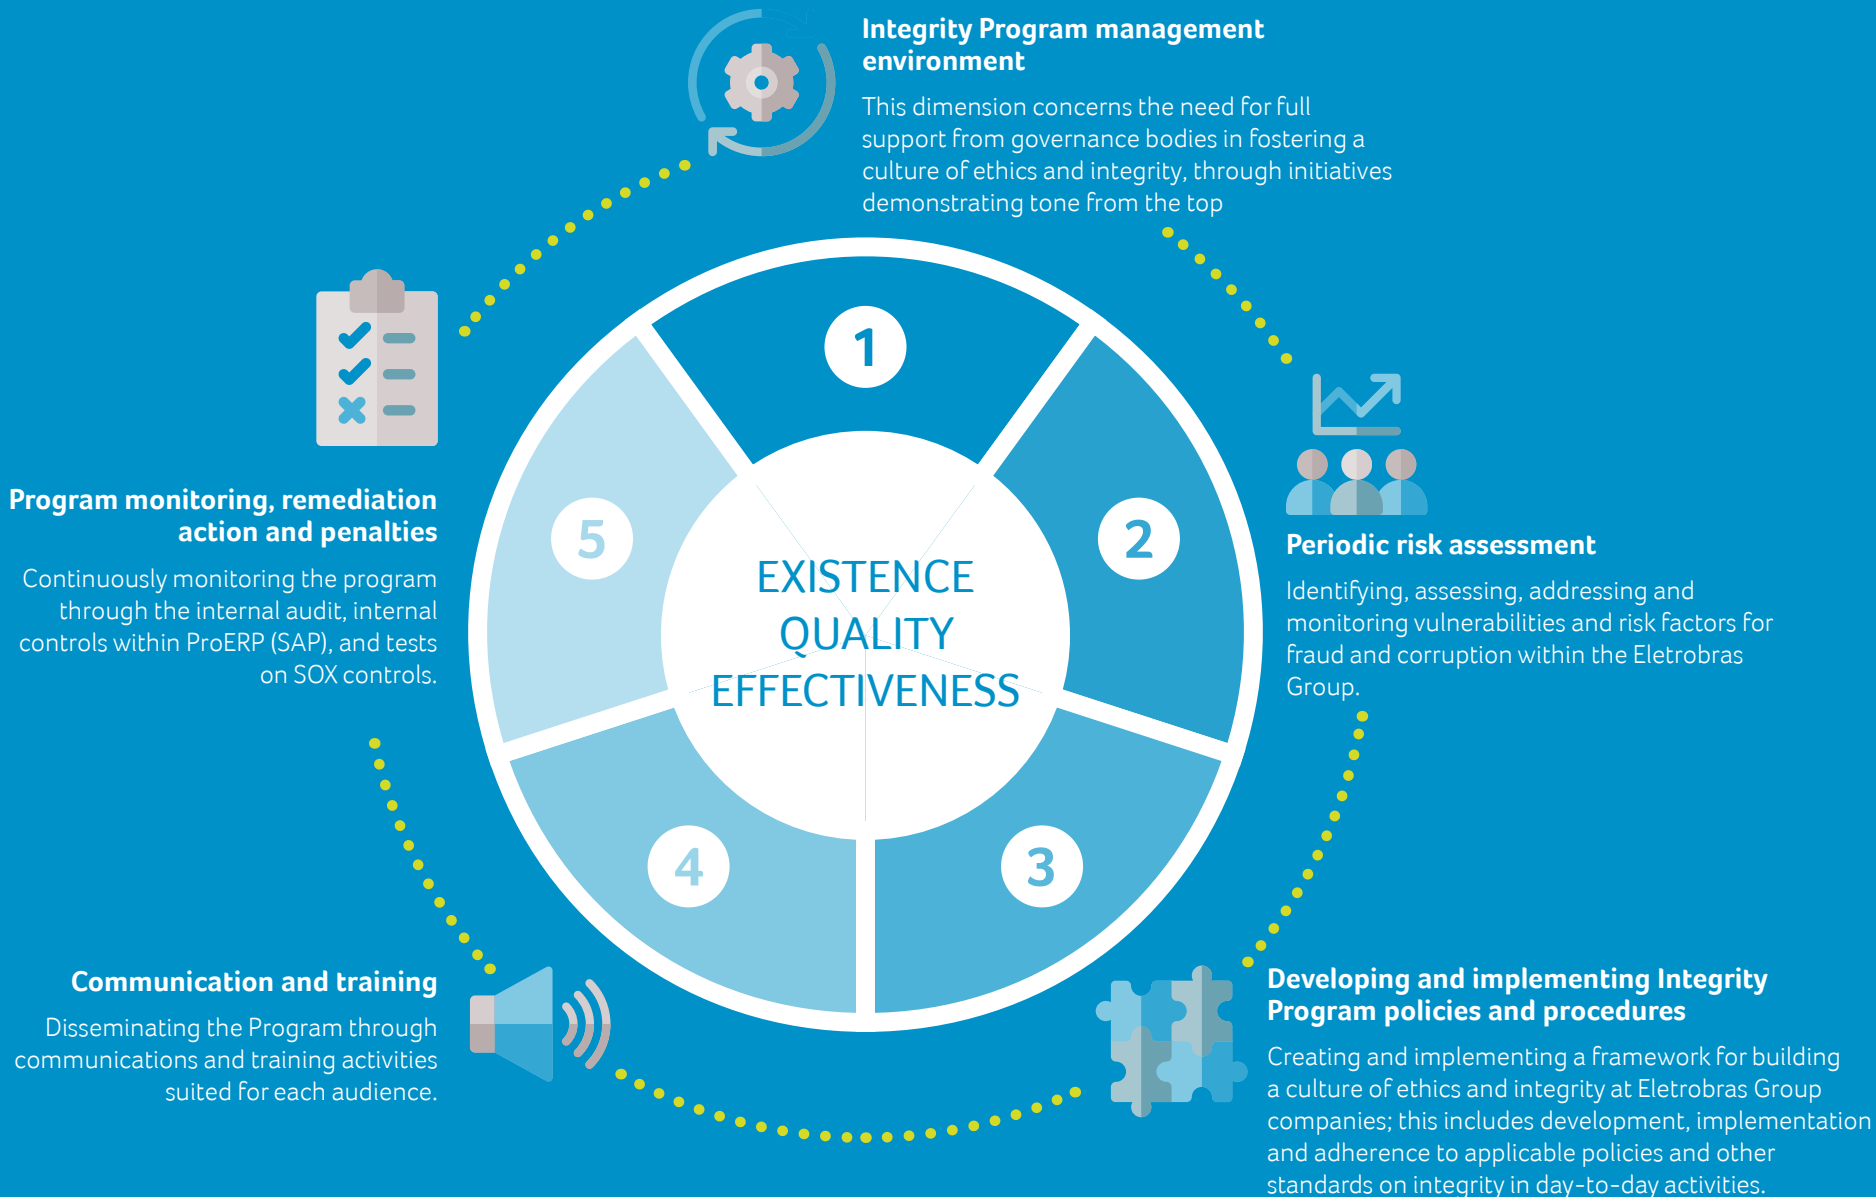 Integrity Program management
environment
This dimension concerns the need for full
support from governance bodies in fostering a
culture of ethics and integrity, through initiatives
demonstrating tone from the top
1
2
3
4
5
EXISTENCE
QUALITY
EFFECTIVENESS
Periodic risk assessment
Identifying, assessing, addressing and
monitoring vulnerabilities and risk factors for
fraud and corruption within the Eletrobras
Group.
Developing and implementing Integrity
Program policies and procedures
Creating and implementing a framework for building
a culture of ethics and integrity at Eletrobras Group
companies; this includes development, implementation
and adherence to applicable policies and other
standards on integrity in day-to-day activities.
Communication and training
Disseminating the Program through
communications and training activities
suited for each audience.
Program monitoring, remediation
action and penalties
Continuously monitoring the program
through the internal audit, internal
controls within ProERP (SAP), and tests
on SOX controls.